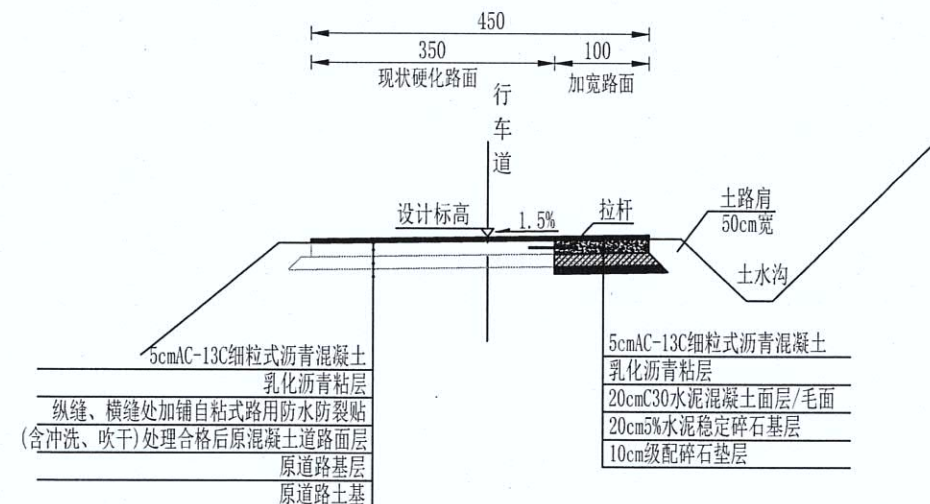 450
350
100
现状硬化路面
加宽路面
行车道
设计标高
1.5%
拉杆
土路肩
50cm宽
土水沟
5cmAC-13C细粒式沥青混凝土
乳化沥青粘层
纵缝、横缝处加铺自粘式路用防水防裂贴
(含冲洗、吹干)处理合格后原混凝土道路面层
原道路基层
原道路土基
5cmAC-13C细粒式沥青混凝土
乳化沥青粘层
20cmC30水泥混凝土面层/毛面
20cm5%水泥稳定碎石基层
10cm级配碎石垫层